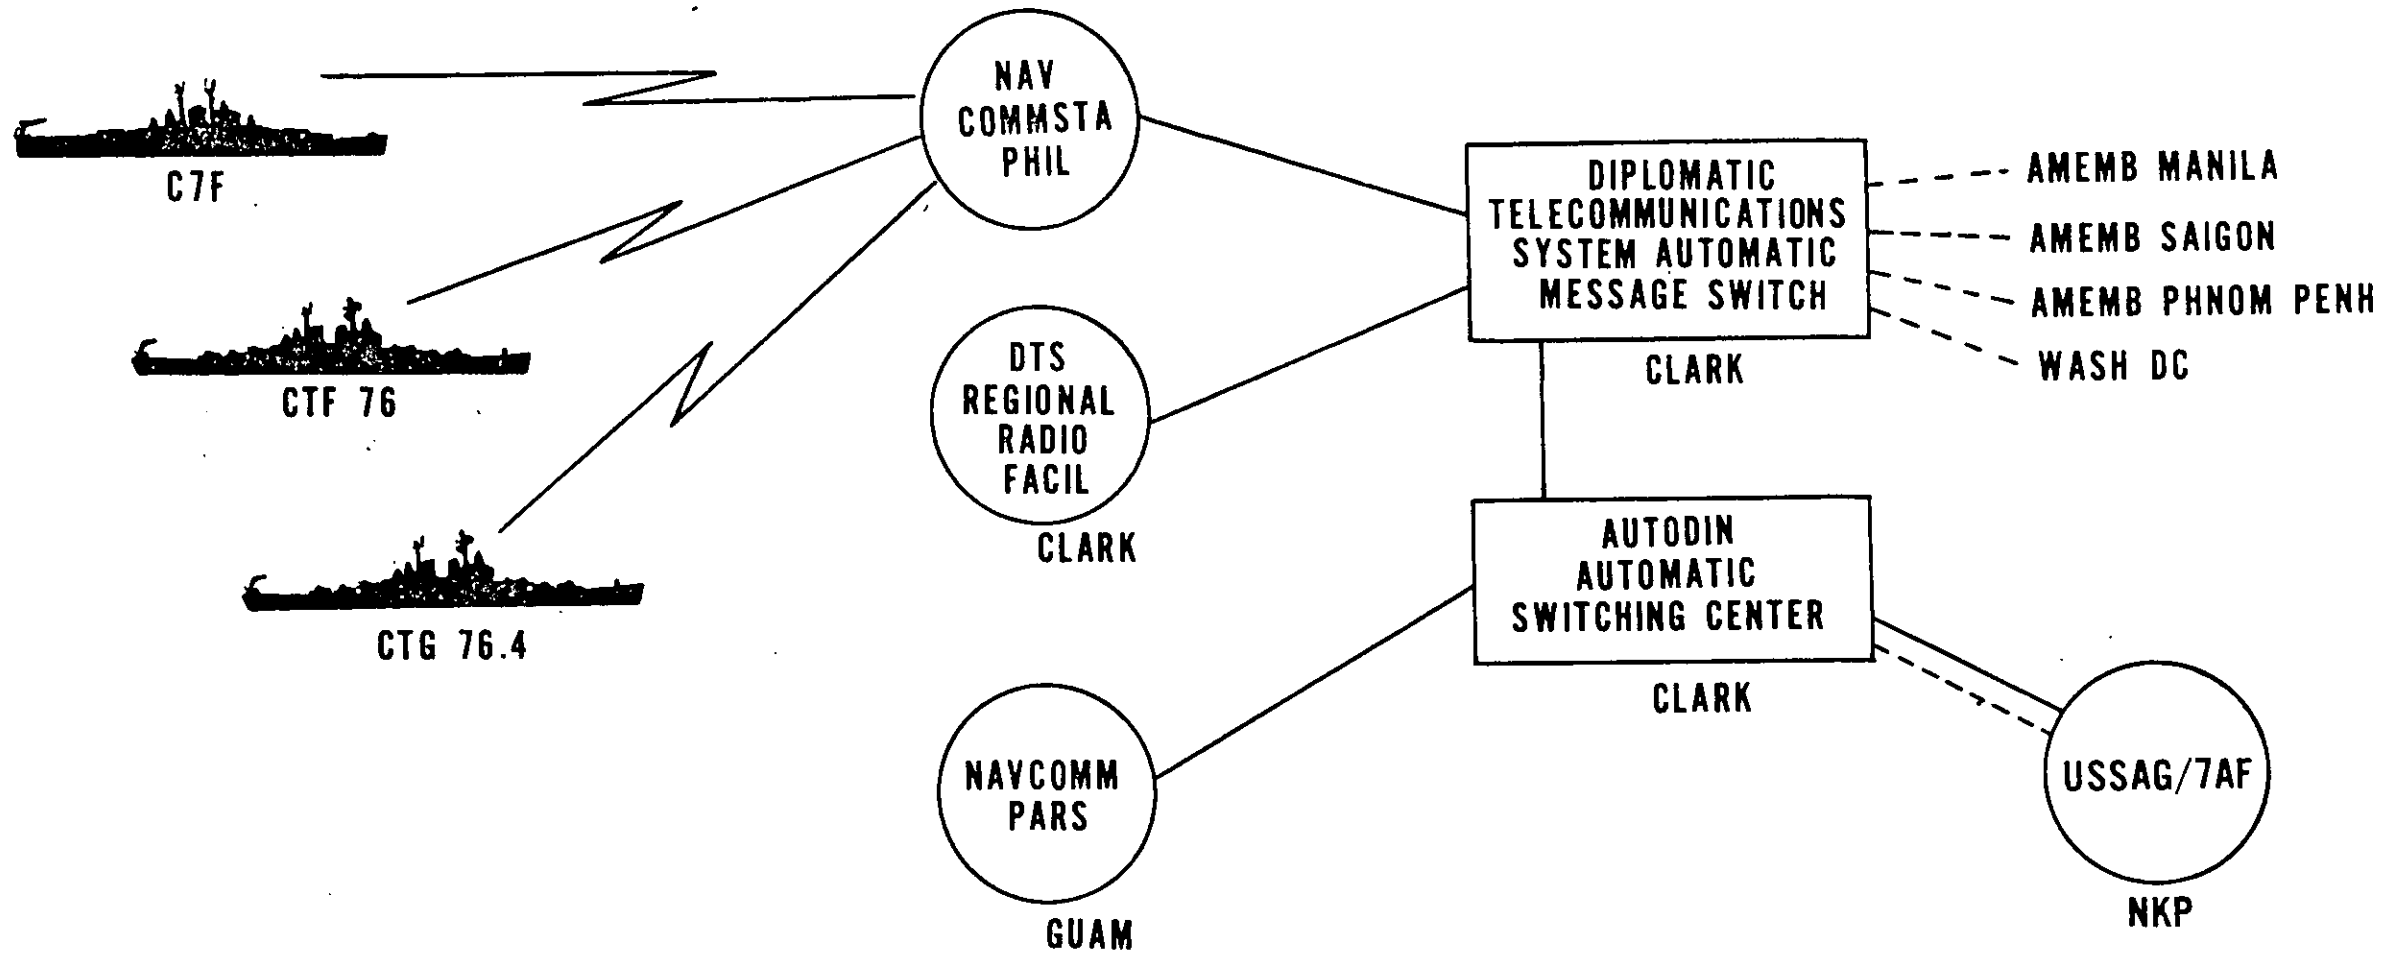 C7F
CTF 76
CTG 76.4
NAV
COMMSTA
PHIL
DTS
REGIONAL
RADIO
FACIL
CLARK
NAVCOMM
PARS
GUAM
DIPLOMATIC
TELECOMMUNICATIONS
SYSTEM AUTOMATIC
MESSAGE SWITCH
CLARK
AMEMB MANILA
AMEMB SAIGON
AMEMB PHNOM PENH
WASH DC
AUTODIN
AUTOMATIC
SWITCHING CENTER
CLARK
USSAG/7AF
NKP